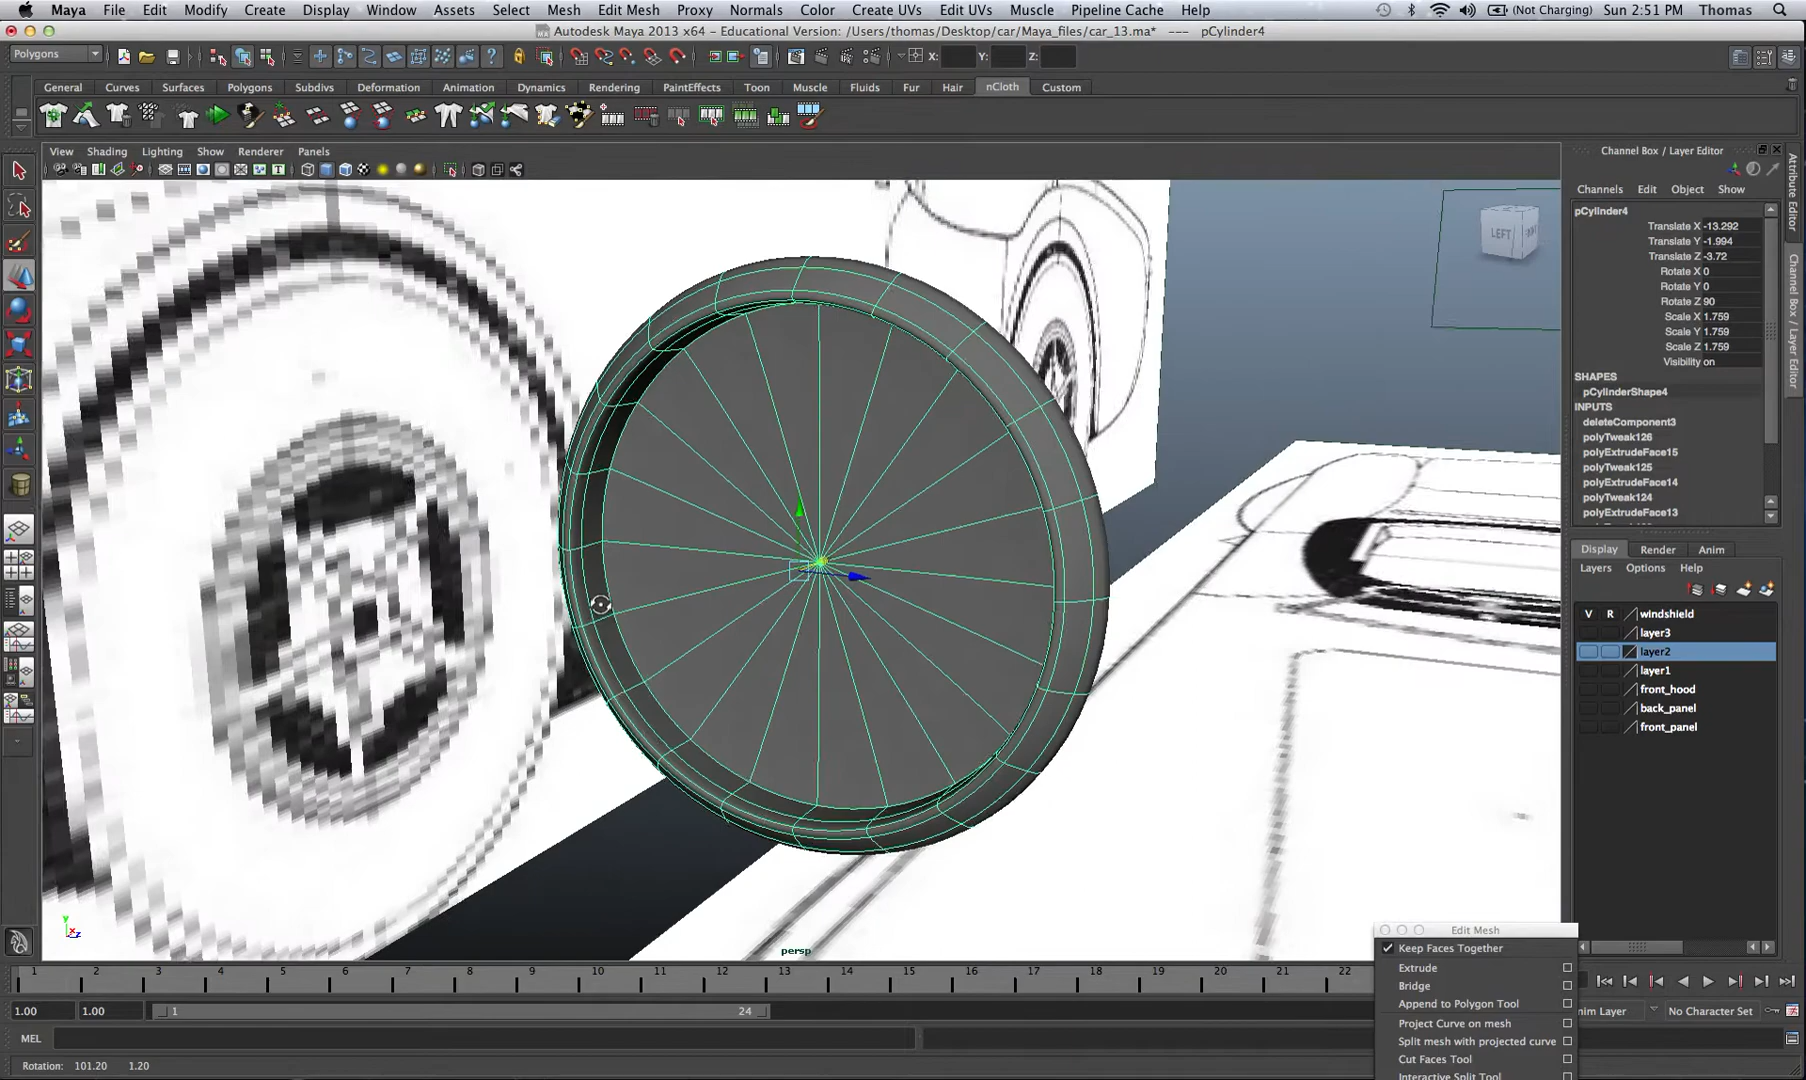 Maya File Edit Modify Create Display Window Assets Select Mesh Edit Mesh Proxy Normals Color Create UVs Edit UVs Muscle Pipeline Cache Help (Not Charging) Sun 2:51 PM Thomas
Autodesk Maya 2013 x64 - Educational Version: /Users/thomas/Desktop/car/Maya_files/car_13.ma* --- pCylinder4
Polygons X: Y: Z:
General Curves Surfaces Polygons Subdivs Deformation Animation Dynamics Rendering PaintEffects Toon Muscle Fluids Fur Hair nCloth Custom
View Shading Lighting Show Renderer Panels
LEFT
persp
Channel Box / Layer Editor
Channels Edit Object Show
pCylinder4
Translate X -13.292
Translate Y -1.994
Translate Z -3.72
Rotate X 0
Rotate Y 0
Rotate Z 90
Scale X 1.759
Scale Y 1.759
Scale Z 1.759
Visibility on
SHAPES
pCylinderShape4
INPUTS
deleteComponent3
polyTweak126
polyExtrudeFace15
polyTweak125
polyExtrudeFace14
polyTweak124
polyExtrudeFace13
Display Render Anim
Layers Options Help
V R windshield
layer3
layer2
layer1
front_hood
back_panel
front_panel
Attribute Editor
Channel Box / Layer Editor
Edit Mesh
Keep Faces Together
Extrude
Bridge
Append to Polygon Tool
Project Curve on mesh
Split mesh with projected curve
Cut Faces Tool
Interactive Split Tool
1 2 3 4 5 6 7 8 9 10 11 12 13 14 15 16 17 18 19 20 21 22
1.00 1.00 1 24 nim Layer No Character Set
MEL
Rotation: 101.20 1.20